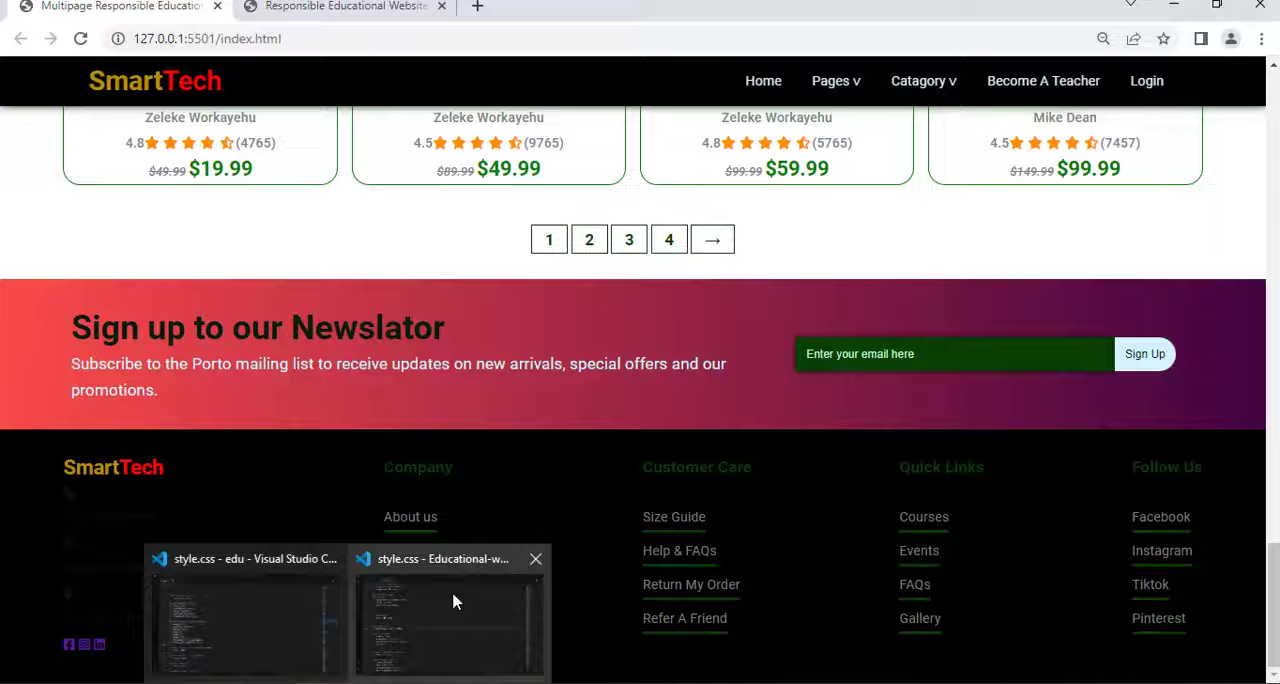 Multipage Responsible Educatio
Responsible Educational Website
127.0.0.1:5501/index.html
SmartTech
Home
Pages v
Catagory v
Become A Teacher
Login
Zeleke Workayehu
Zeleke Workayehu
Zeleke Workayehu
Mike Dean
4.8 (4765)
4.5 (9765)
4.8 (5765)
4.5 (7457)
$49.99 $19.99
$89.99 $49.99
$99.99 $59.99
$149.99 $99.99
1 2 3 4 →
Sign up to our Newslator
Subscribe to the Porto mailing list to receive updates on new arrivals, special offers and our
promotions.
Enter your email here
Sign Up
SmartTech
Company
Customer Care
Quick Links
Follow Us
About us
Size Guide
Courses
Facebook
Help & FAQs
Events
Instagram
Return My Order
FAQs
Tiktok
Refer A Friend
Gallery
Pinterest
style.css - edu - Visual Studio C...
style.css - Educational-w...